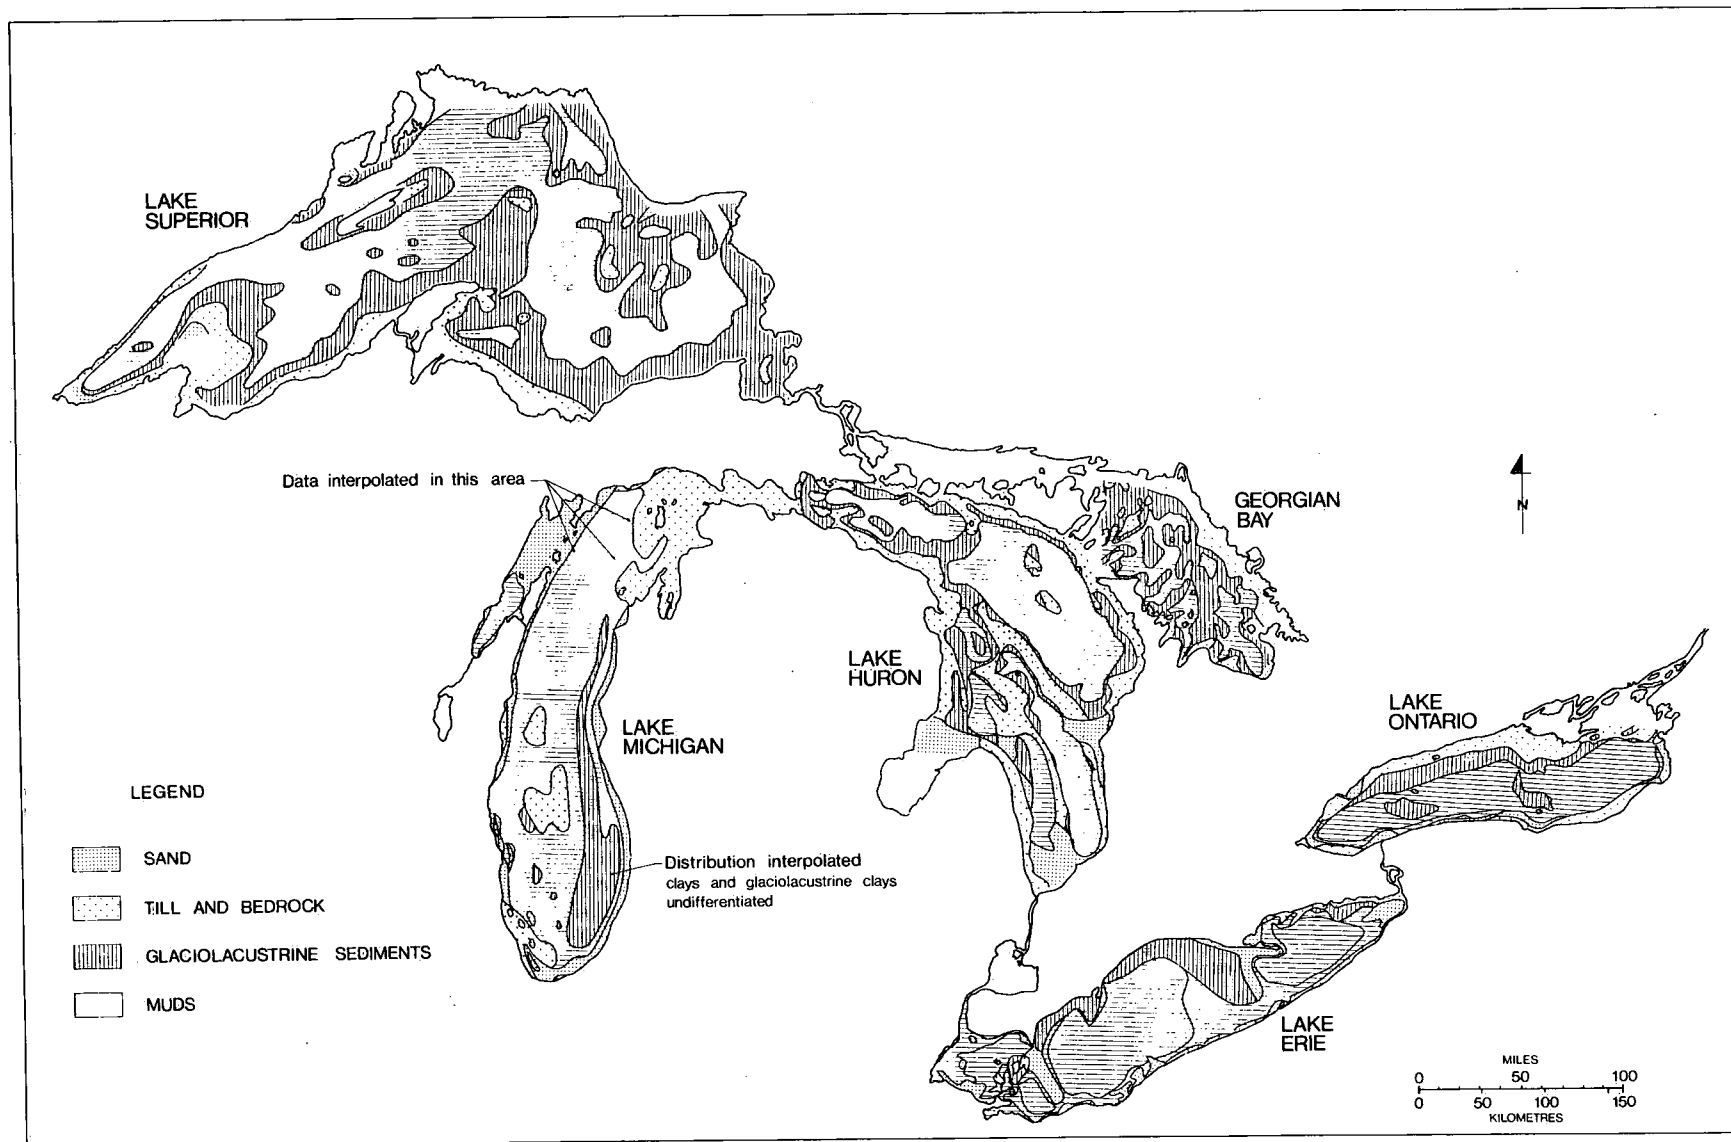 LAKE
SUPERIOR
Data interpolated in this area
GEORGIAN
BAY
N
LAKE
HURON
LAKE
ONTARIO
LAKE
MICHIGAN
LEGEND
SAND
TILL AND BEDROCK
GLACIOLACUSTRINE SEDIMENTS
MUDS
Distribution interpolated
clays and glaciolacustrine clays
undifferentiated
LAKE
ERIE
MILES
0 50 100
0 50 100 150
KILOMETRES